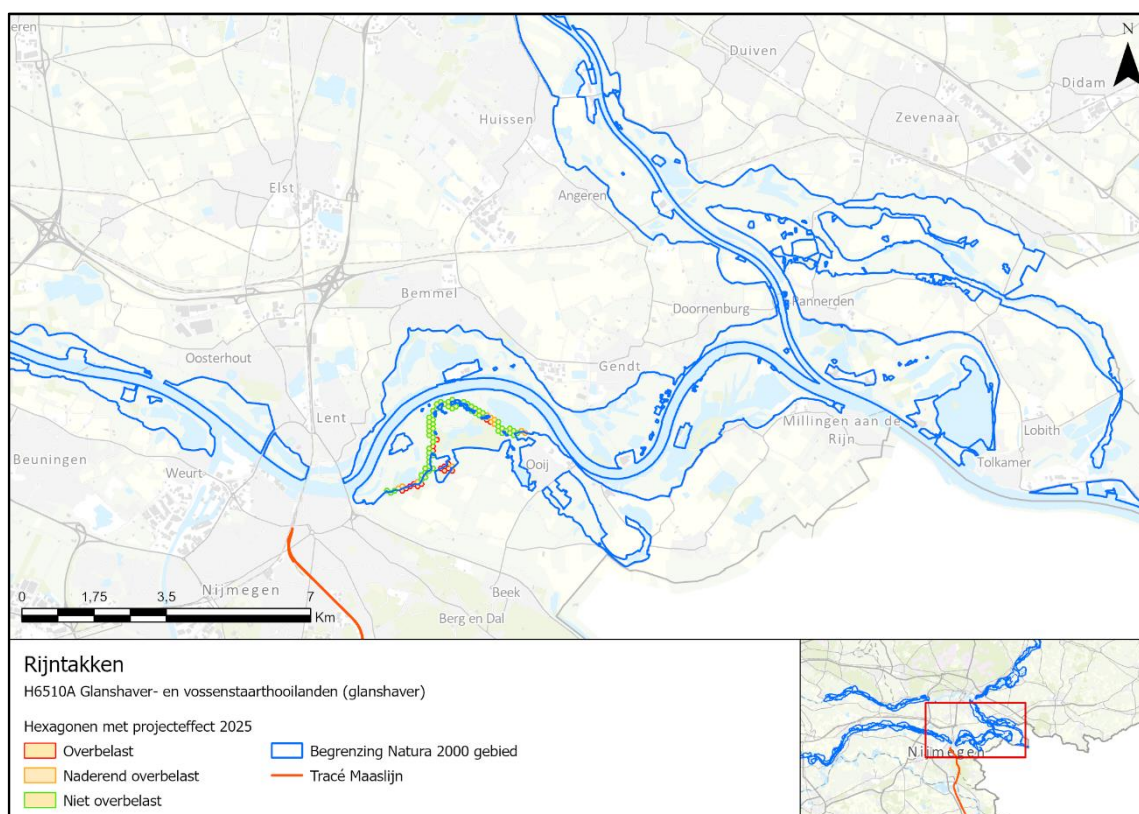 N
eren
Duiven
Didam
Zevenaar
Huissen
Elst
Angeren
Bemmel
Doornenburg
Pannerden
Oosterhout
Gendt
Lent
Millingen aan de
Rijn
Lobith
Beuningen
Weurt
Ooij
Tolkamer
Nijmegen
Beek
Berg en Dal
0 1,75 3,5 7
Km
Rijntakken
H6510A Glanshaver- en vossenstaarthooilanden (glanshaver)
Hexagonen met projecteffect 2025
Overbelast
Naderend overbelast
Niet overbelast
Begrenzing Natura 2000 gebied
Tracé Maaslijn
Nijmegen